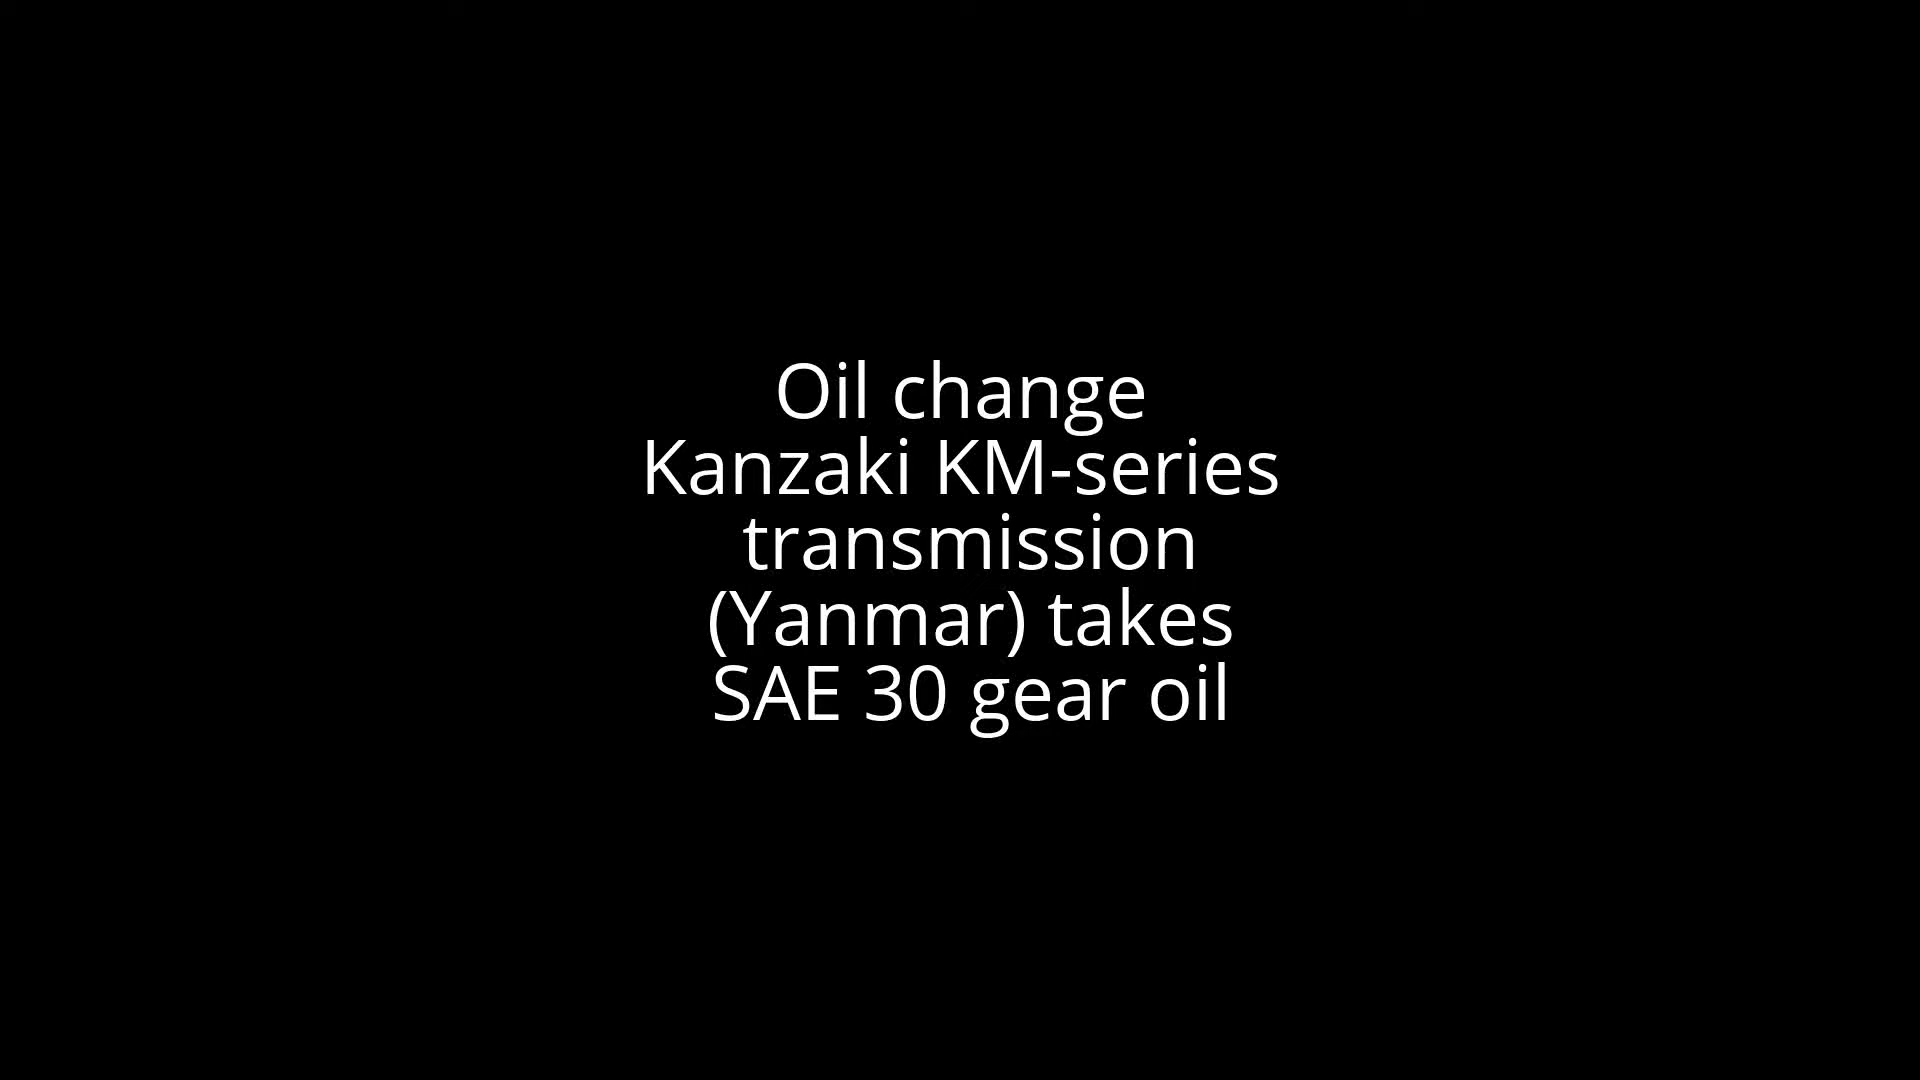 Oil change
Kanzaki KM-series
transmission
(Yanmar) takes
SAE 30 gear oil